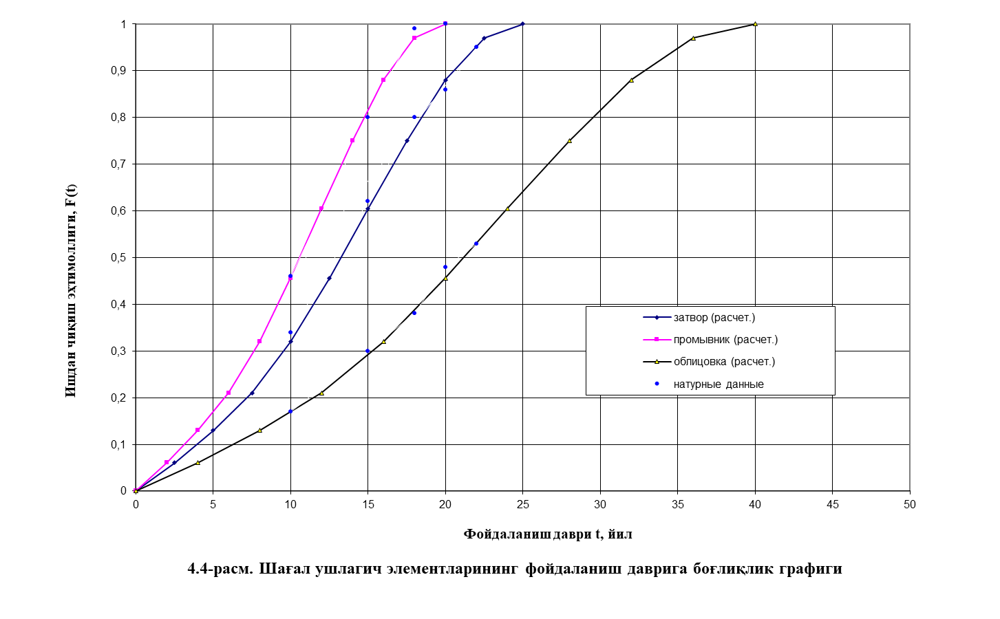 1
0,9
0,8
0,7
0,6
0,5
0,4
0,3
0,2
0,1
0
0 5 10 15 20 25 30 35 40 45 50
Ишдан чиқиш эҳтимоллиги, F(t)
затвор (расчет.)
промывник (расчет.)
облицовка (расчет.)
натурные данные
Фойдаланиш даври t, йил
4.4-расм. Шағал ушлагич элементларининг фойдаланиш даврига боғлиқлик графиги